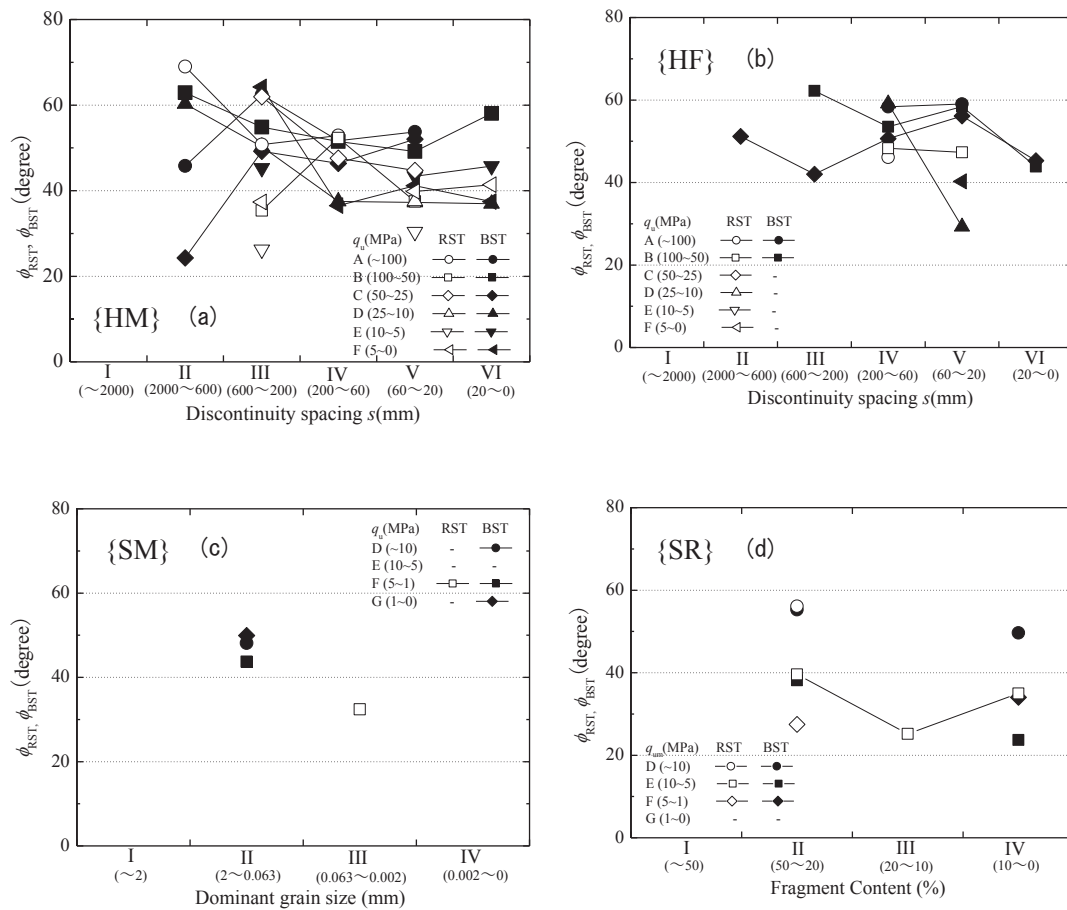 80
60
40
20
0
ϕRST, ϕBST (degree)
{HM} (a)
qu(MPa) RST BST
A (~100)
B (100~50)
C (50~25)
D (25~10)
E (10~5)
F (5~0)
I II III IV V VI
(～2000) (2000～600) (600～200) (200～60) (60～20) (20～0)
Discontinuity spacing s(mm)
80
60
40
20
0
ϕRST, ϕBST (degree)
{HF} (b)
qu(MPa) RST BST
A (~100)
B (100~50)
C (50~25) -
D (25~10) -
E (10~5) -
F (5~0) -
I II III IV V VI
(～2000) (2000～600) (600～200) (200～60) (60～20) (20～0)
Discontinuity spacing s(mm)
80
60
40
20
0
ϕRST, ϕBST (degree)
{SM} (c)
qu(MPa) RST BST
D (~10) -
E (10~5) - -
F (5~1)
G (1~0) -
I II III IV
(～2) (2～0.063) (0.063～0.002) (0.002～0)
Dominant grain size (mm)
80
60
40
20
0
ϕRST, ϕBST (degree)
{SR} (d)
qum(MPa) RST BST
D (~10)
E (10~5)
F (5~1)
G (1~0) - -
I II III IV
(～50) (50～20) (20～10) (10～0)
Fragment Content (%)